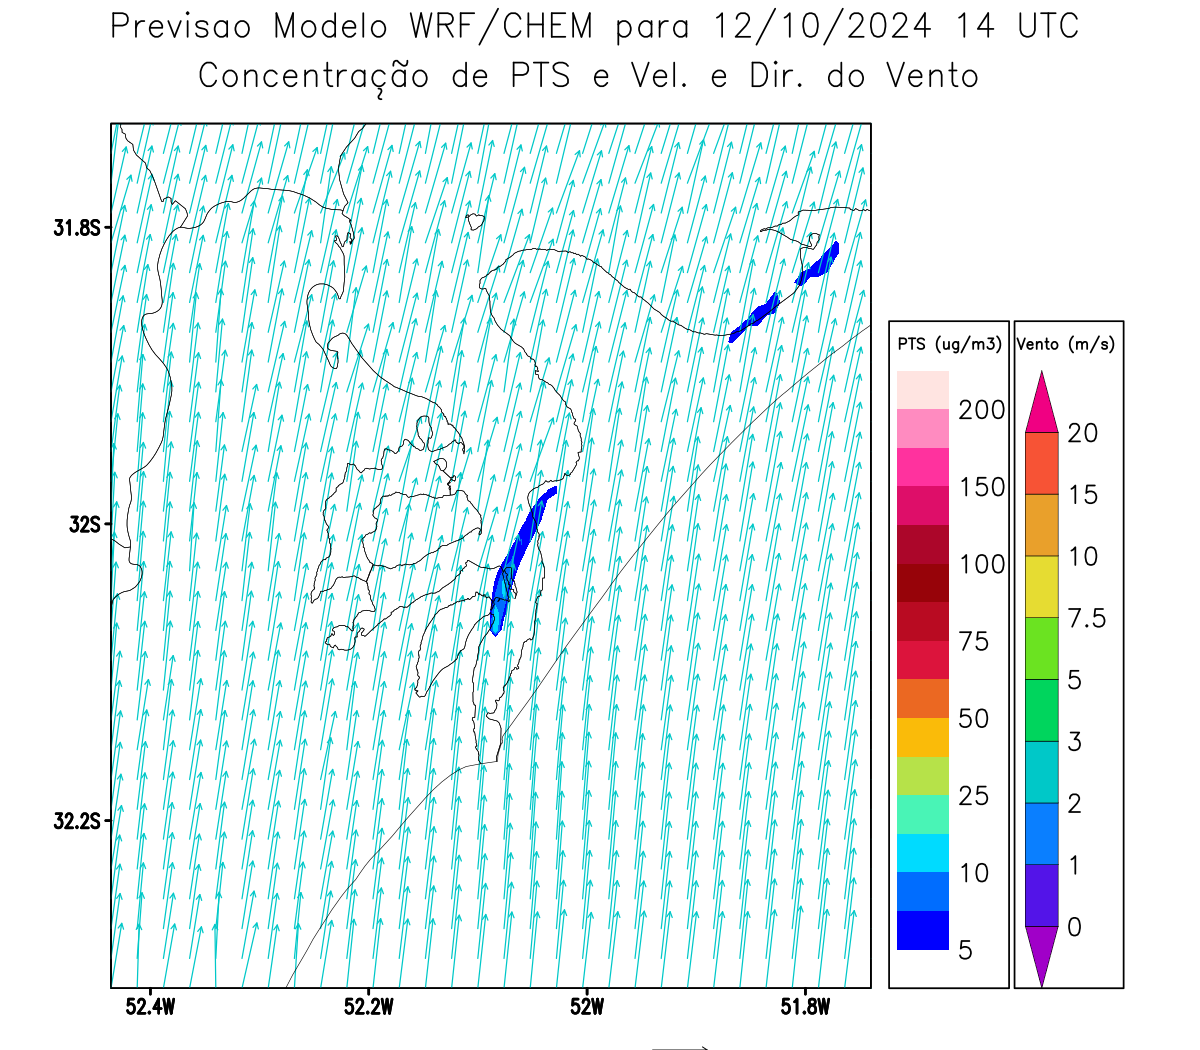 Previsao Modelo WRF/CHEM para 12/10/2024 14 UTC
Concentração de PTS e Vel. e Dir. do Vento
31.8S
32S
32.2S
52.4W
52.2W
52W
51.8W
PTS (ug/m3)
200
150
100
75
50
25
10
5
Vento (m/s)
20
15
10
7.5
5
3
2
1
0